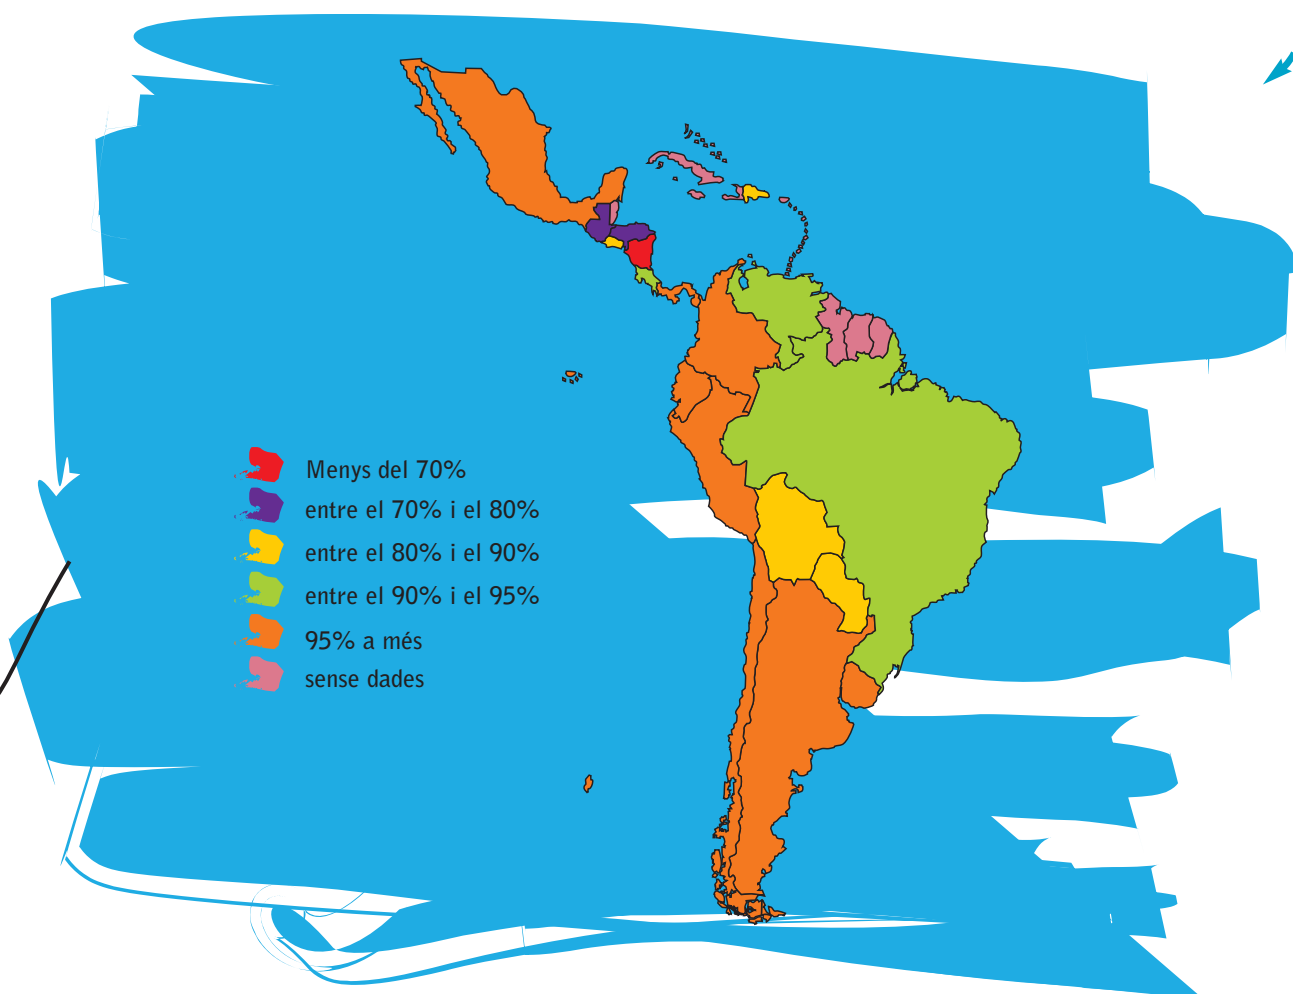 Menys del 70%
entre el 70% i el 80%
entre el 80% i el 90%
entre el 90% i el 95%
95% a més
sense dades